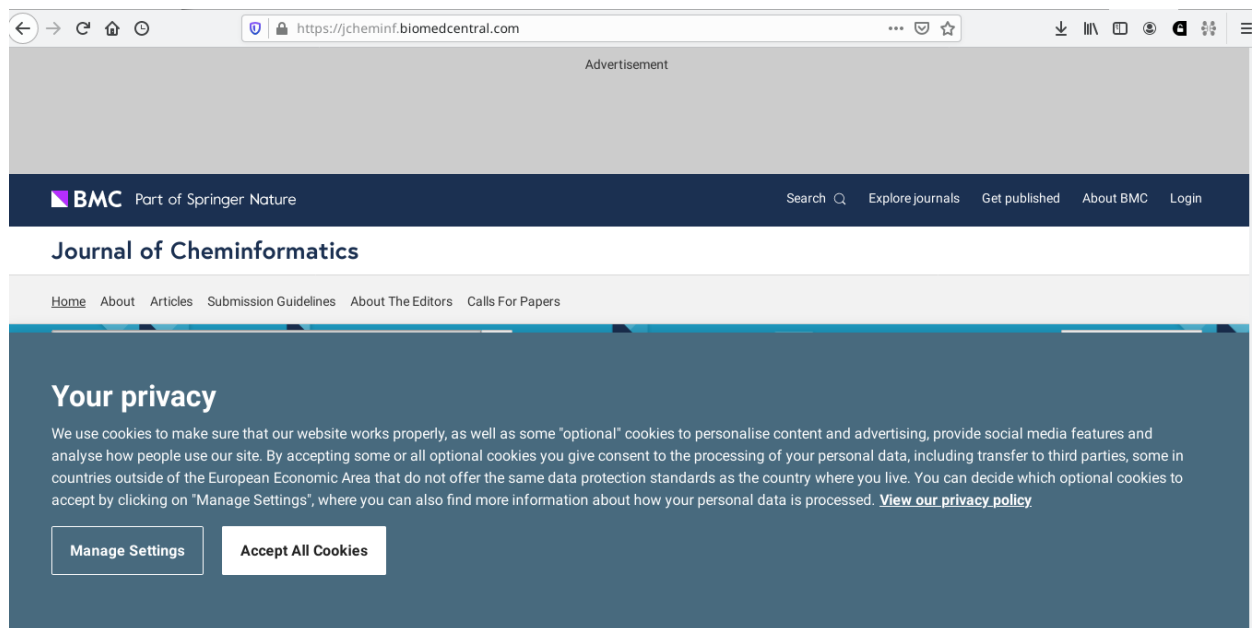 https://jcheminf.biomedcentral.com
Advertisement
BMC Part of Springer Nature
Search Explore journals Get published About BMC Login
Journal of Cheminformatics
Home About Articles Submission Guidelines About The Editors Calls For Papers
Your privacy
We use cookies to make sure that our website works properly, as well as some "optional" cookies to personalise content and advertising, provide social media features and
analyse how people use our site. By accepting some or all optional cookies you give consent to the processing of your personal data, including transfer to third parties, some in
countries outside of the European Economic Area that do not offer the same data protection standards as the country where you live. You can decide which optional cookies to
accept by clicking on "Manage Settings", where you can also find more information about how your personal data is processed. View our privacy policy
Manage Settings Accept All Cookies